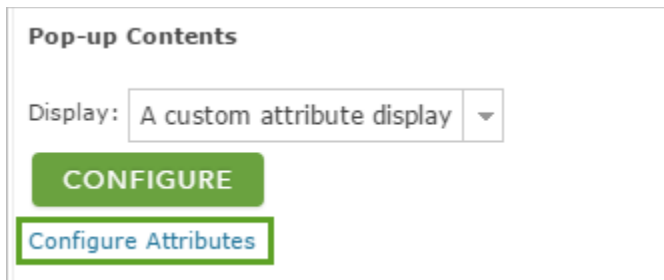 Pop-up Contents
Display: A custom attribute display
CONFIGURE
Configure Attributes